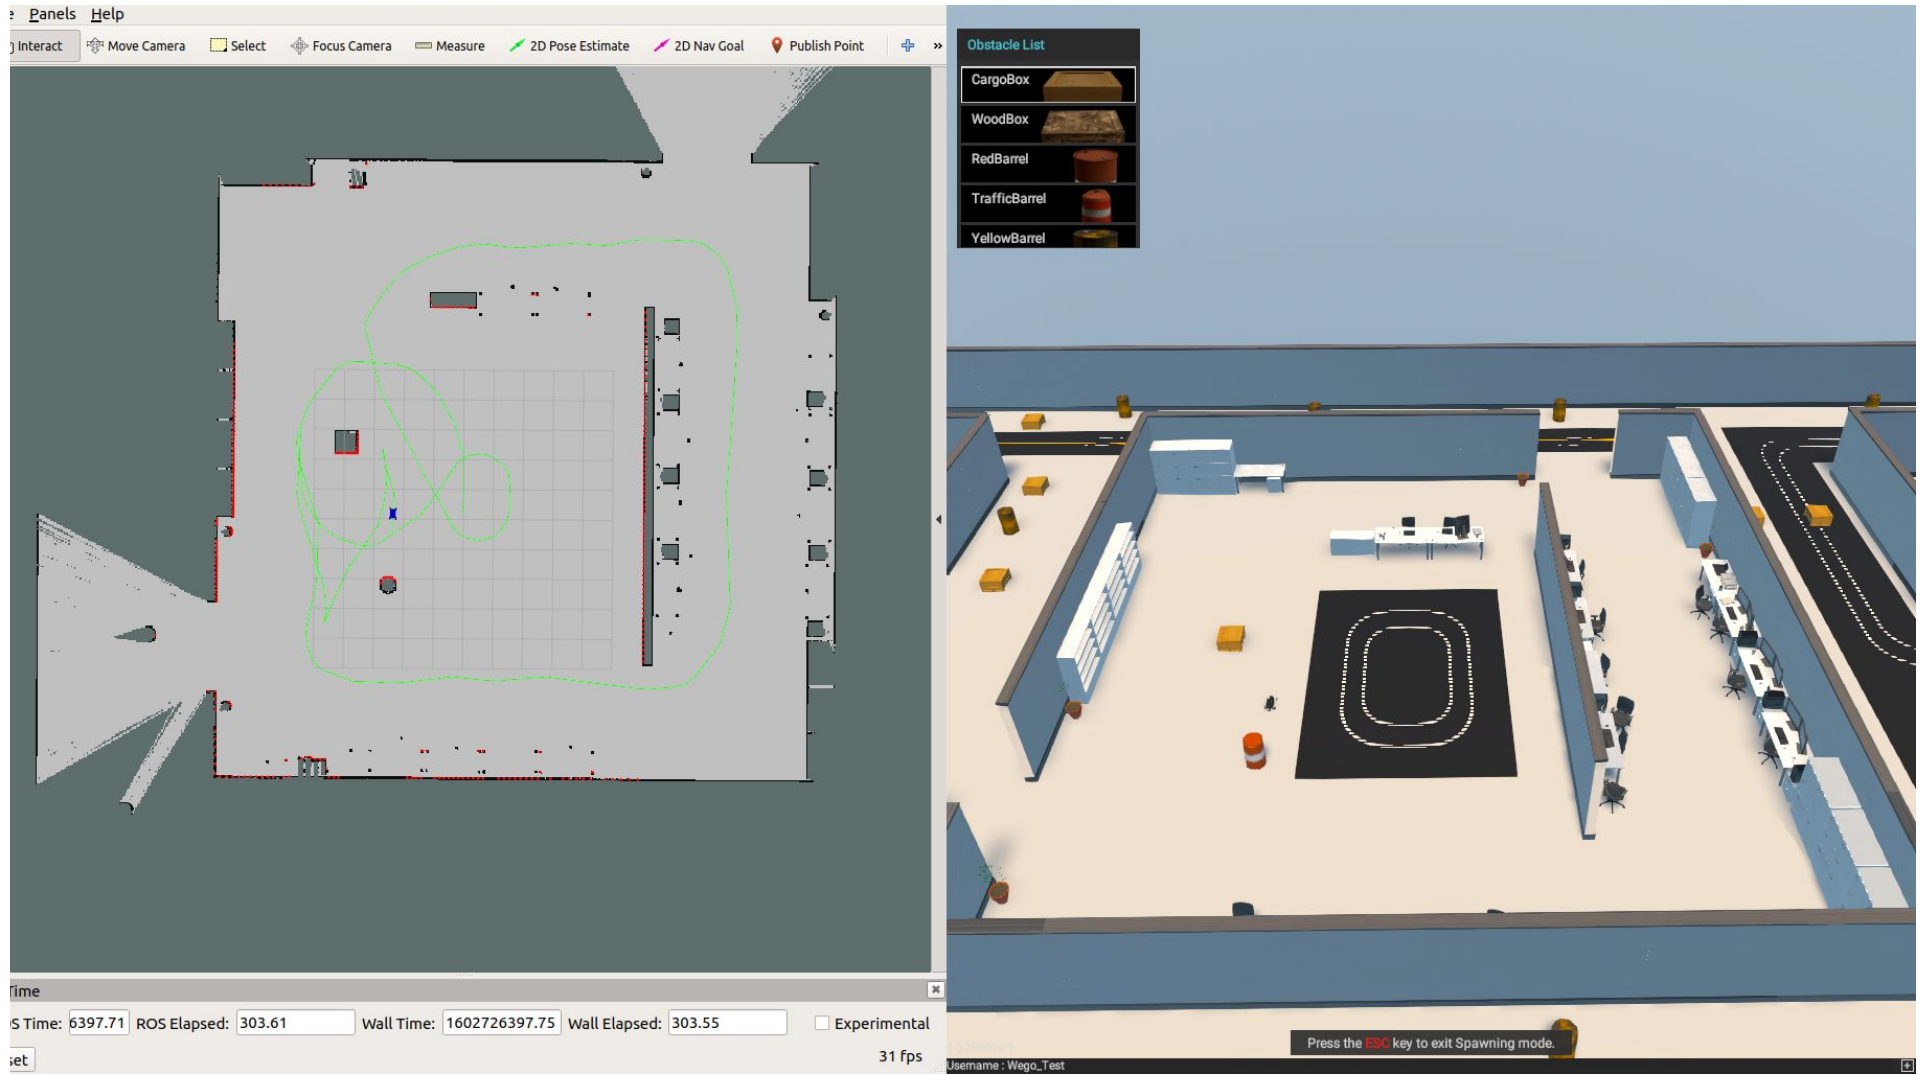 Panels Help
Interact Move Camera Select Focus Camera Measure 2D Pose Estimate 2D Nav Goal Publish Point »
Obstacle List
CargoBox
WoodBox
RedBarrel
TrafficBarrel
YellowBarrel
Time
S Time: 6397.71 ROS Elapsed: 303.61 Wall Time: 1602726397.75 Wall Elapsed: 303.55 Experimental
set 31 fps
Press the ESC key to exit Spawning mode.
Username : Wego_Test